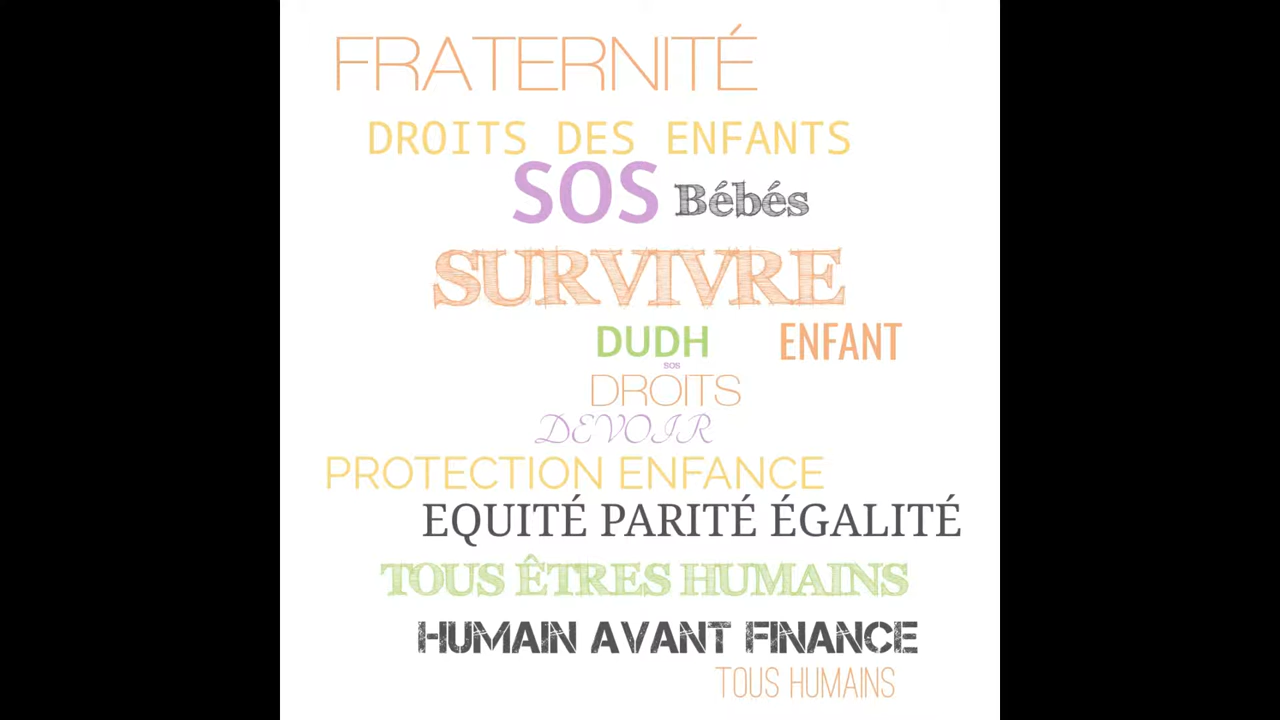 FRATERNITÉ
DROITS DES ENFANTS
SOS Bébés
SURVIVRE
DUDH ENFANT
SOS
DROITS
DEVOIR
PROTECTION ENFANCE
EQUITÉ PARITÉ ÉGALITÉ
TOUS ÊTRES HUMAINS
HUMAIN AVANT FINANCE
TOUS HUMAINS